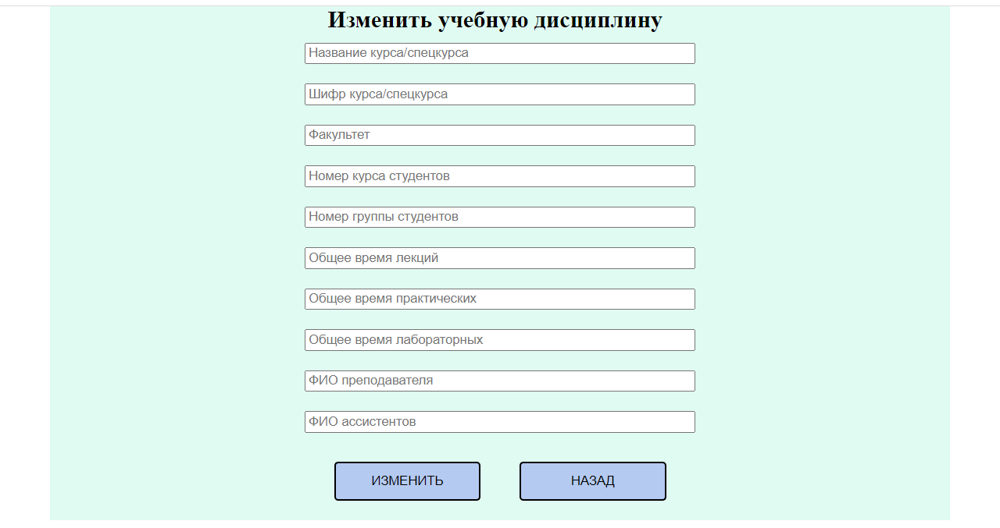 Изменить учебную дисциплину
Название курса/спецкурса
Шифр курса/спецкурса
Факультет
Номер курса студентов
Номер группы студентов
Общее время лекций
Общее время практических
Общее время лабораторных
ФИО преподавателя
ФИО ассистентов
ИЗМЕНИТЬ НАЗАД